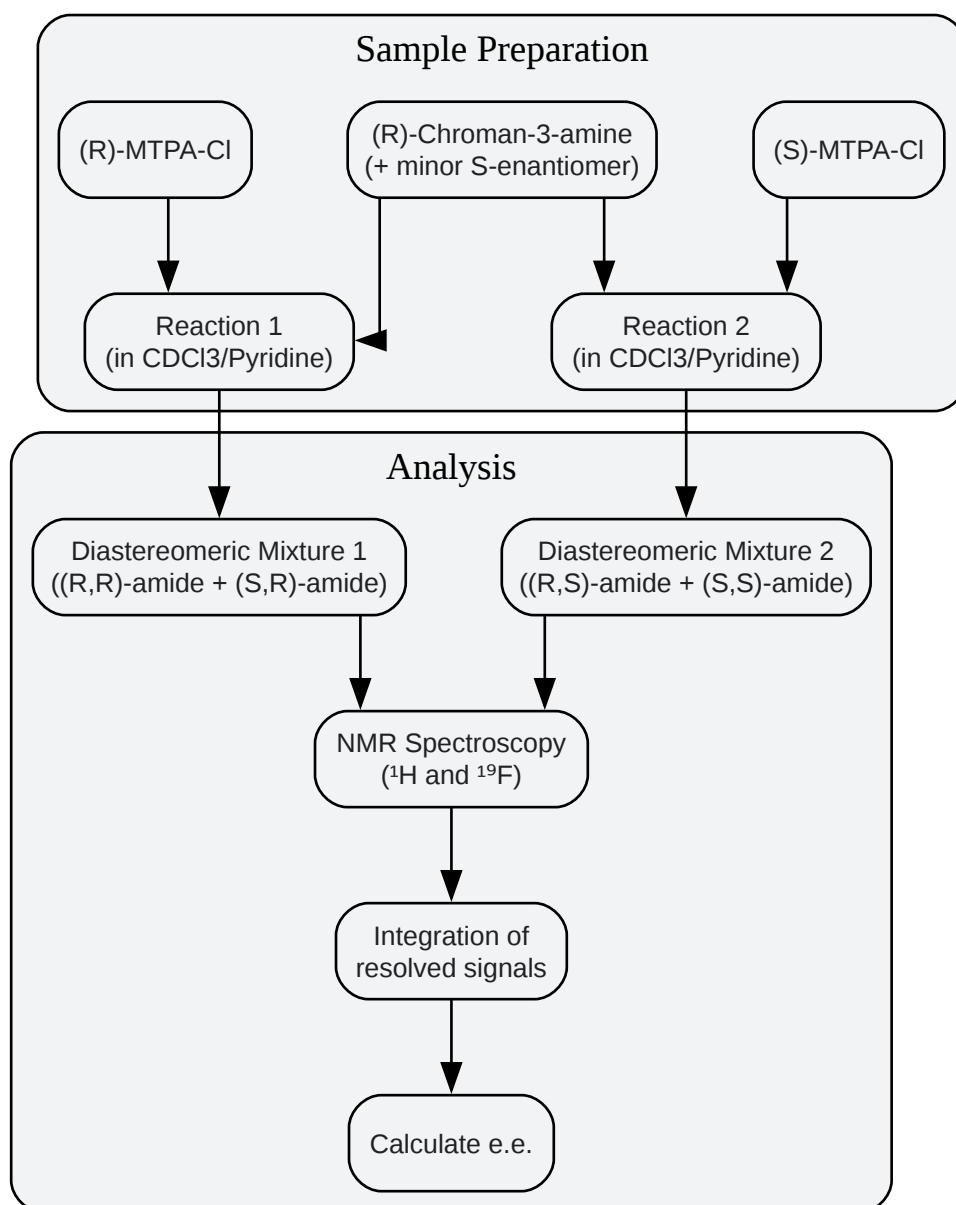 Sample Preparation
(R)-MTPA-Cl
(R)-Chroman-3-amine
(+ minor S-enantiomer)
(S)-MTPA-Cl
Reaction 1
(in CDCl3/Pyridine)
Reaction 2
(in CDCl3/Pyridine)
Analysis
Diastereomeric Mixture 1
((R,R)-amide + (S,R)-amide)
Diastereomeric Mixture 2
((R,S)-amide + (S,S)-amide)
NMR Spectroscopy
(¹H and ¹⁹F)
Integration of
resolved signals
Calculate e.e.